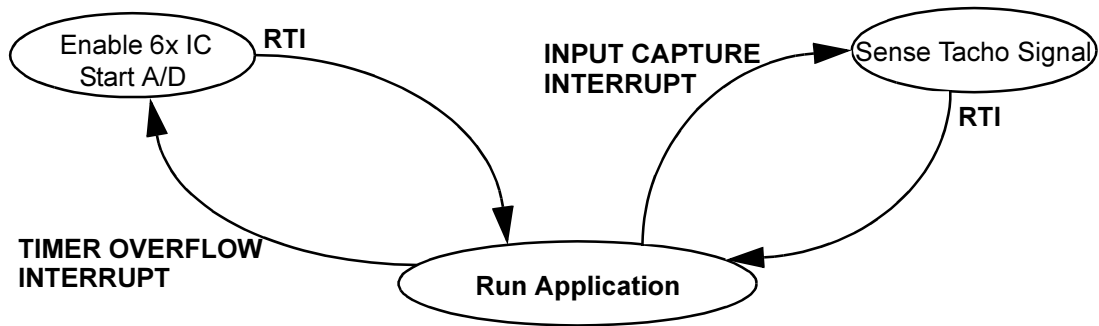 Enable 6x IC
Start A/D
RTI
INPUT CAPTURE
INTERRUPT
Sense Tacho Signal
RTI
TIMER OVERFLOW
INTERRUPT
Run Application